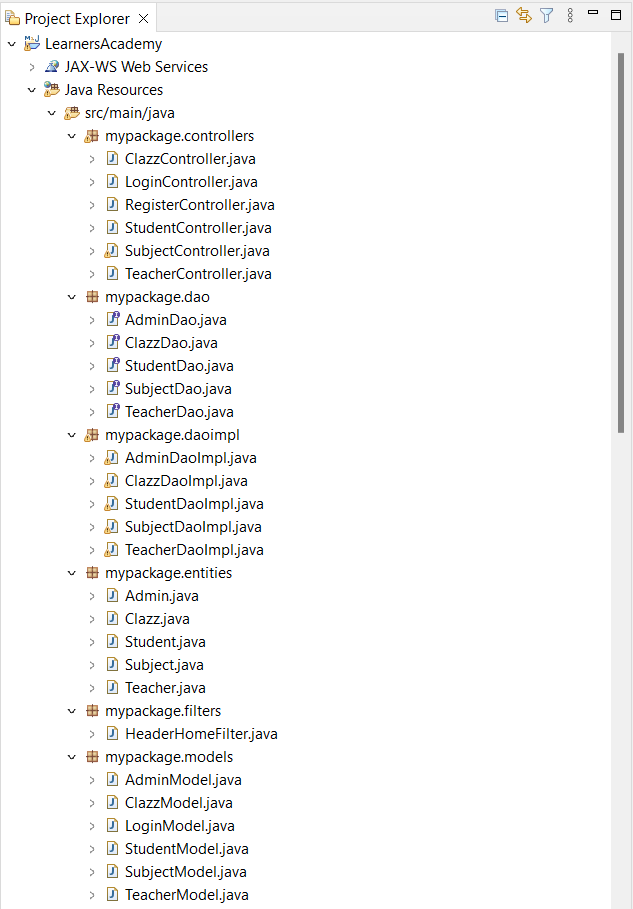 Project Explorer
LearnersAcademy
JAX-WS Web Services
Java Resources
src/main/java
mypackage.controllers
ClazzController.java
LoginController.java
RegisterController.java
StudentController.java
SubjectController.java
TeacherController.java
mypackage.dao
AdminDao.java
ClazzDao.java
StudentDao.java
SubjectDao.java
TeacherDao.java
mypackage.daoimpl
AdminDaoImpl.java
ClazzDaoImpl.java
StudentDaoImpl.java
SubjectDaoImpl.java
TeacherDaoImpl.java
mypackage.entities
Admin.java
Clazz.java
Student.java
Subject.java
Teacher.java
mypackage.filters
HeaderHomeFilter.java
mypackage.models
AdminModel.java
ClazzModel.java
LoginModel.java
StudentModel.java
SubjectModel.java
TeacherModel.java